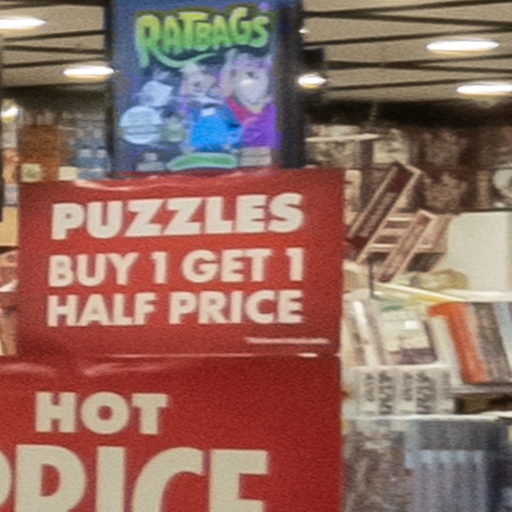 RATBAGS
PUZZLES
BUY 1 GET 1
HALF PRICE
HOT
PRICE